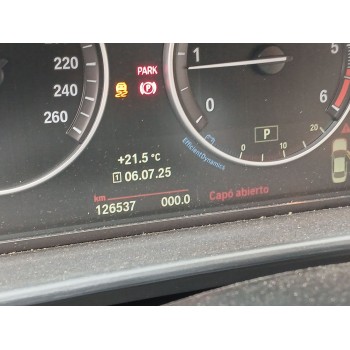 220
240
260
PARK
P
1
0
5
6
P
0 10 20
EfficientDynamics
+21.5 °C
1 06.07.25
km
126537 000.0
Capó abierto